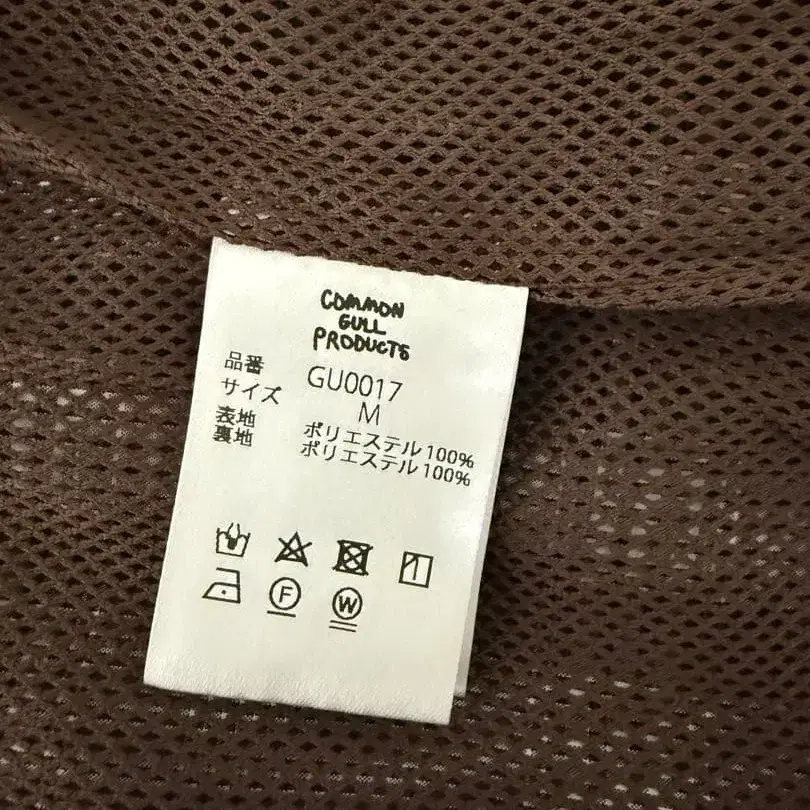 COMMON
GULL
PRODUCTS
品番 GU0017
サイズ M
表地 ポリエステル100%
裏地 ポリエステル100%
F
W